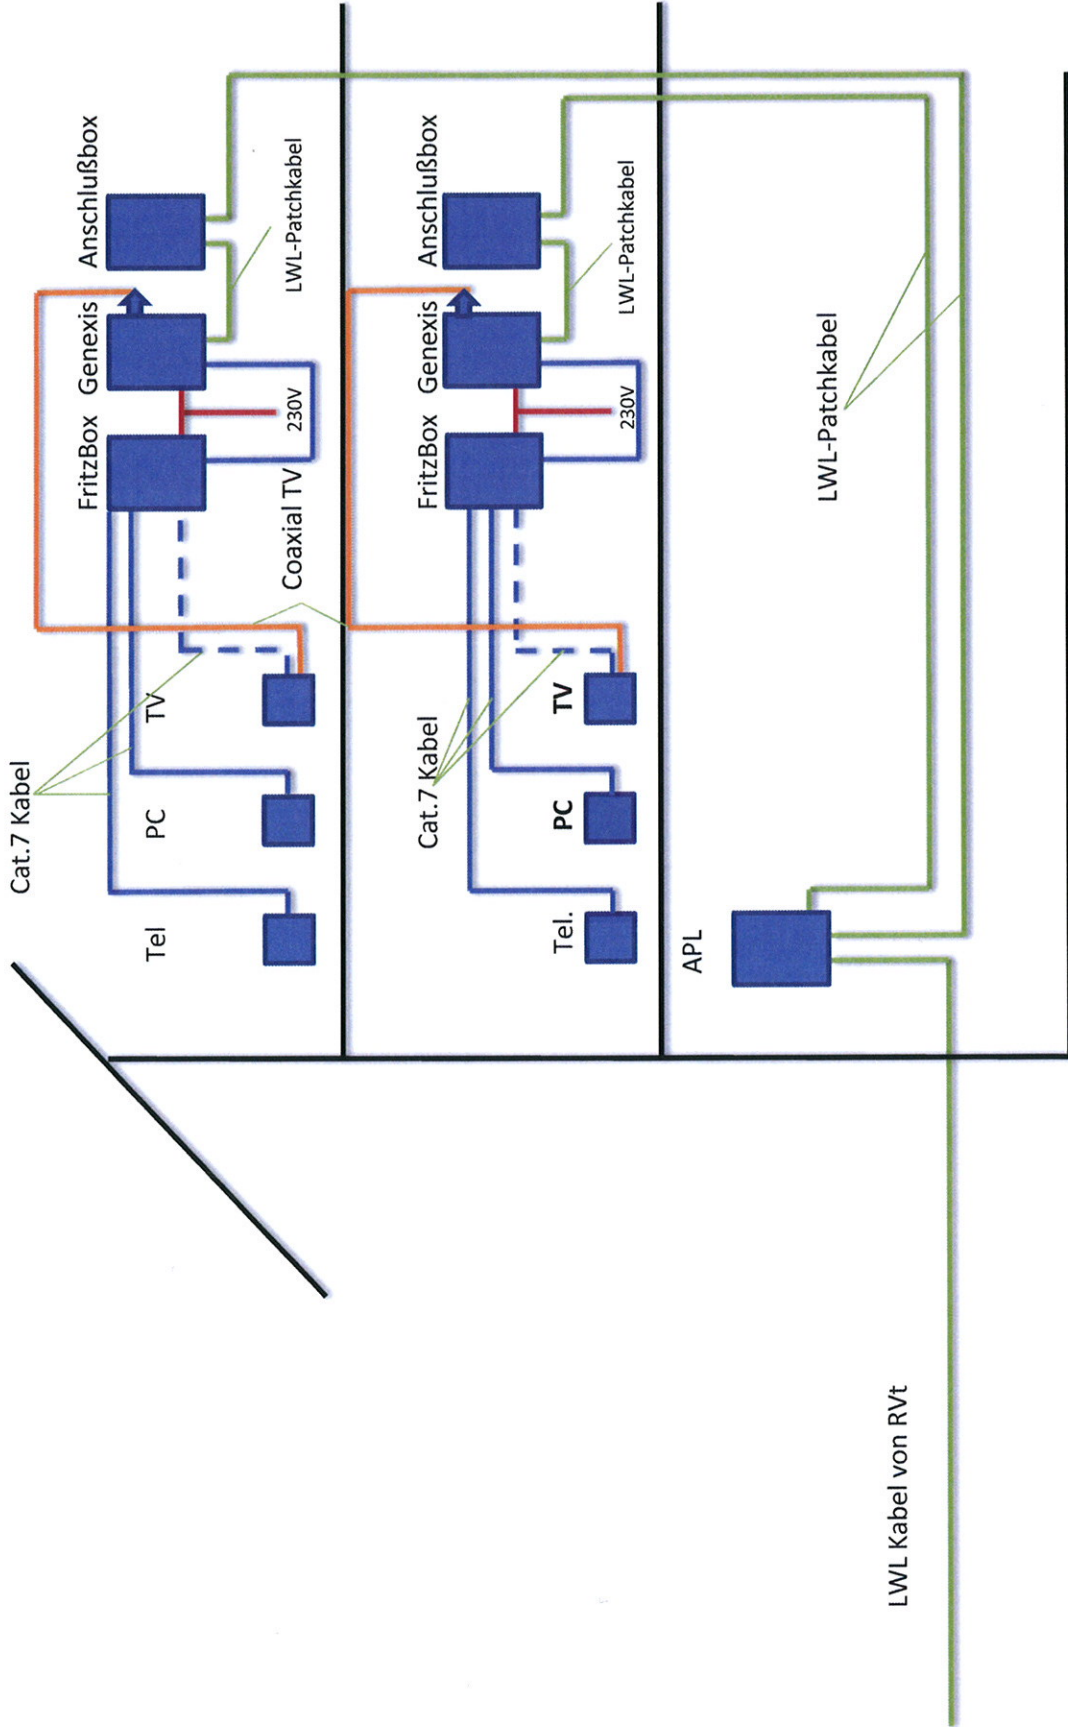 Cat.7 Kabel
Tel
PC
TV
FritzBox
Genexis
Anschlußbox
Coaxial TV
230V
LWL-Patchkabel
Cat.7 Kabel
Tel.
PC
TV
FritzBox
Genexis
Anschlußbox
230V
LWL-Patchkabel
APL
LWL-Patchkabel
LWL Kabel von RVt